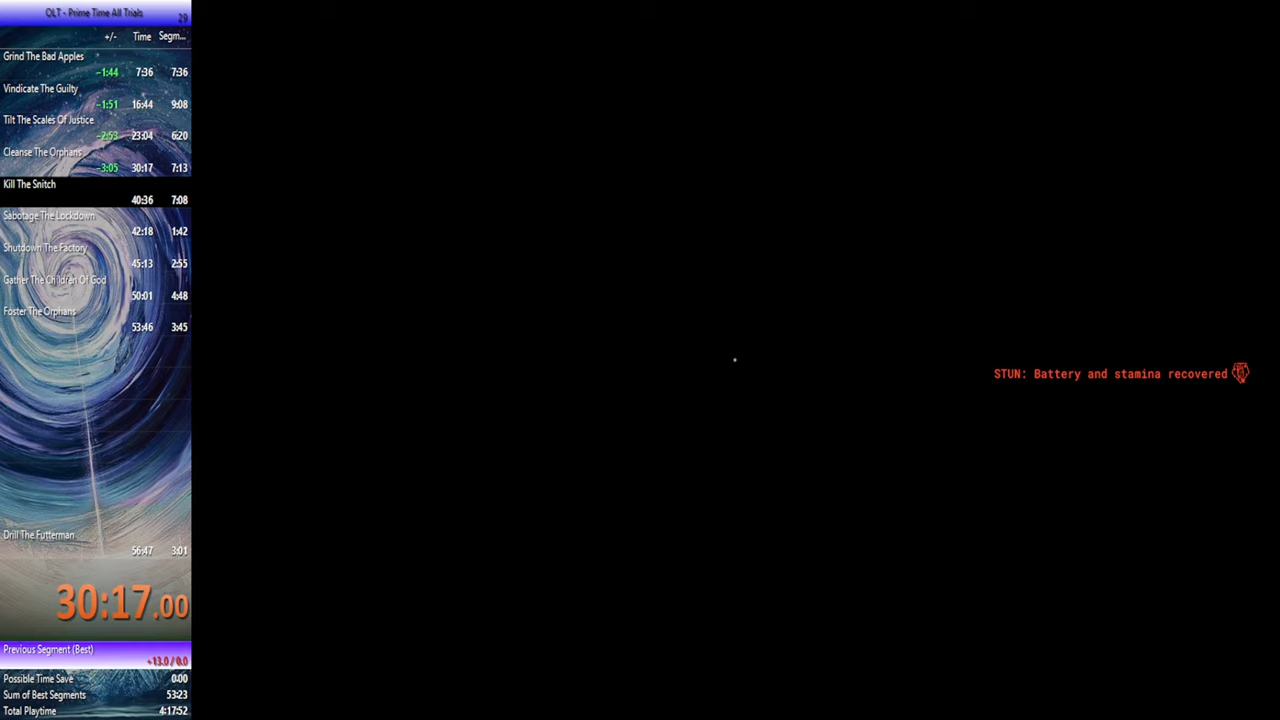 OLT - Prime Time All Trials
29
+/- Time Segm...
Grind The Bad Apples
-1:44 7:36 7:36
Vindicate The Guilty
-1:51 16:44 9:08
Tilt The Scales Of Justice
-2:53 23:04 6:20
Cleanse The Orphans
-3:05 30:17 7:13
Kill The Snitch
40:36 7:08
Sabotage The Lockdown
42:18 1:42
Shutdown The Factory
45:13 2:55
Gather The Children Of God
50:01 4:48
Foster The Orphans
53:46 3:45
Drill The Futterman
56:47 3:01
30:17.00
Previous Segment (Best)
+13.0 / 0.0
Possible Time Save 0:00
Sum of Best Segments 53:23
Total Playtime 4:17:52
STUN: Battery and stamina recovered